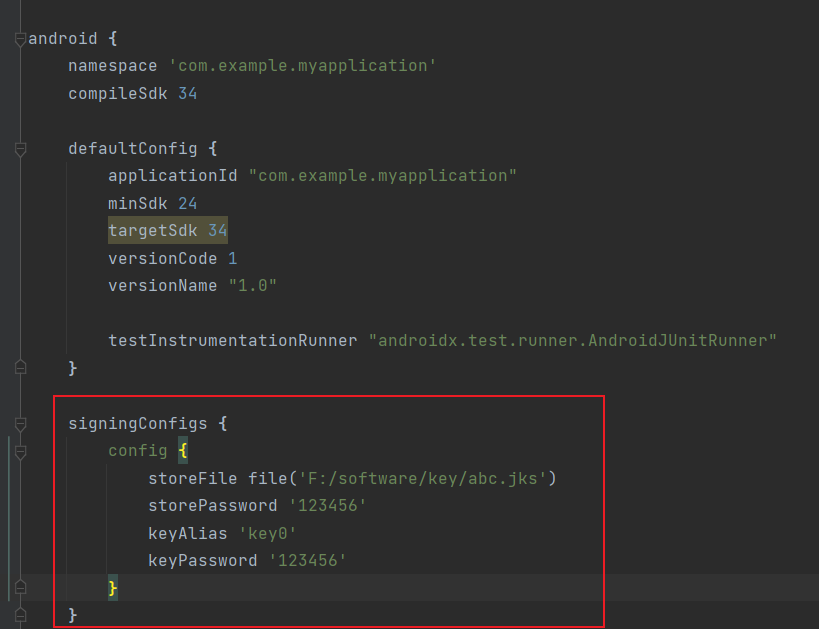 android {
namespace 'com.example.myapplication'
compileSdk 34
defaultConfig {
applicationId "com.example.myapplication"
minSdk 24
targetSdk 34
versionCode 1
versionName "1.0"
testInstrumentationRunner "androidx.test.runner.AndroidJUnitRunner"
}
signingConfigs {
config {
storeFile file('F:/software/key/abc.jks')
storePassword '123456'
keyAlias 'key0'
keyPassword '123456'
}
}